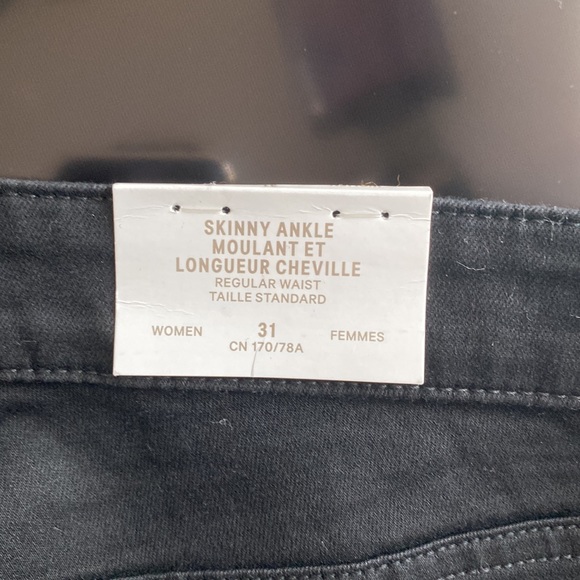 SKINNY ANKLE
MOULANT ET
LONGUEUR CHEVILLE
REGULAR WAIST
TAILLE STANDARD
WOMEN 31 FEMMES
CN 170/78A